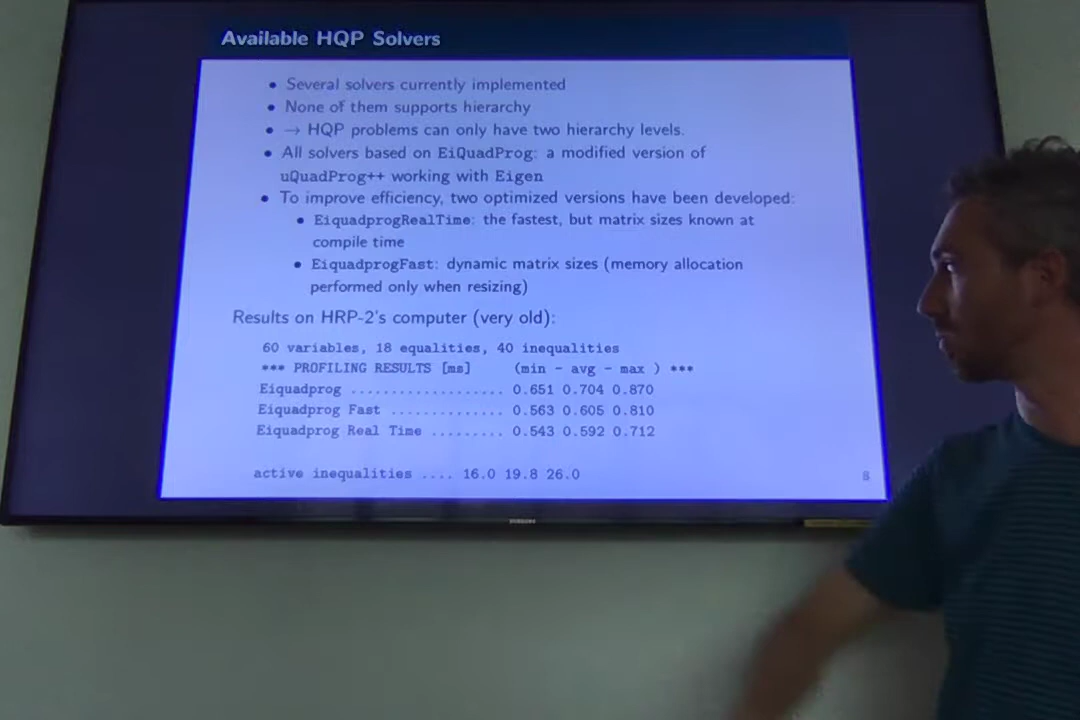 Available HQP Solvers
• Several solvers currently implemented
• None of them supports hierarchy
• → HQP problems can only have two hierarchy levels.
• All solvers based on EiQuadProg: a modified version of
uQuadProg++ working with Eigen
• To improve efficiency, two optimized versions have been developed:
• EiquadprogRealTime: the fastest, but matrix sizes known at
compile time
• EiquadprogFast: dynamic matrix sizes (memory allocation
performed only when resizing)
Results on HRP-2's computer (very old):
60 variables, 18 equalities, 40 inequalities
*** PROFILING RESULTS [ms] (min - avg - max ) ***
Eiquadprog .................. 0.651 0.704 0.870
Eiquadprog Fast ............. 0.563 0.605 0.810
Eiquadprog Real Time ......... 0.543 0.592 0.712
active inequalities .... 16.0 19.8 26.0
8